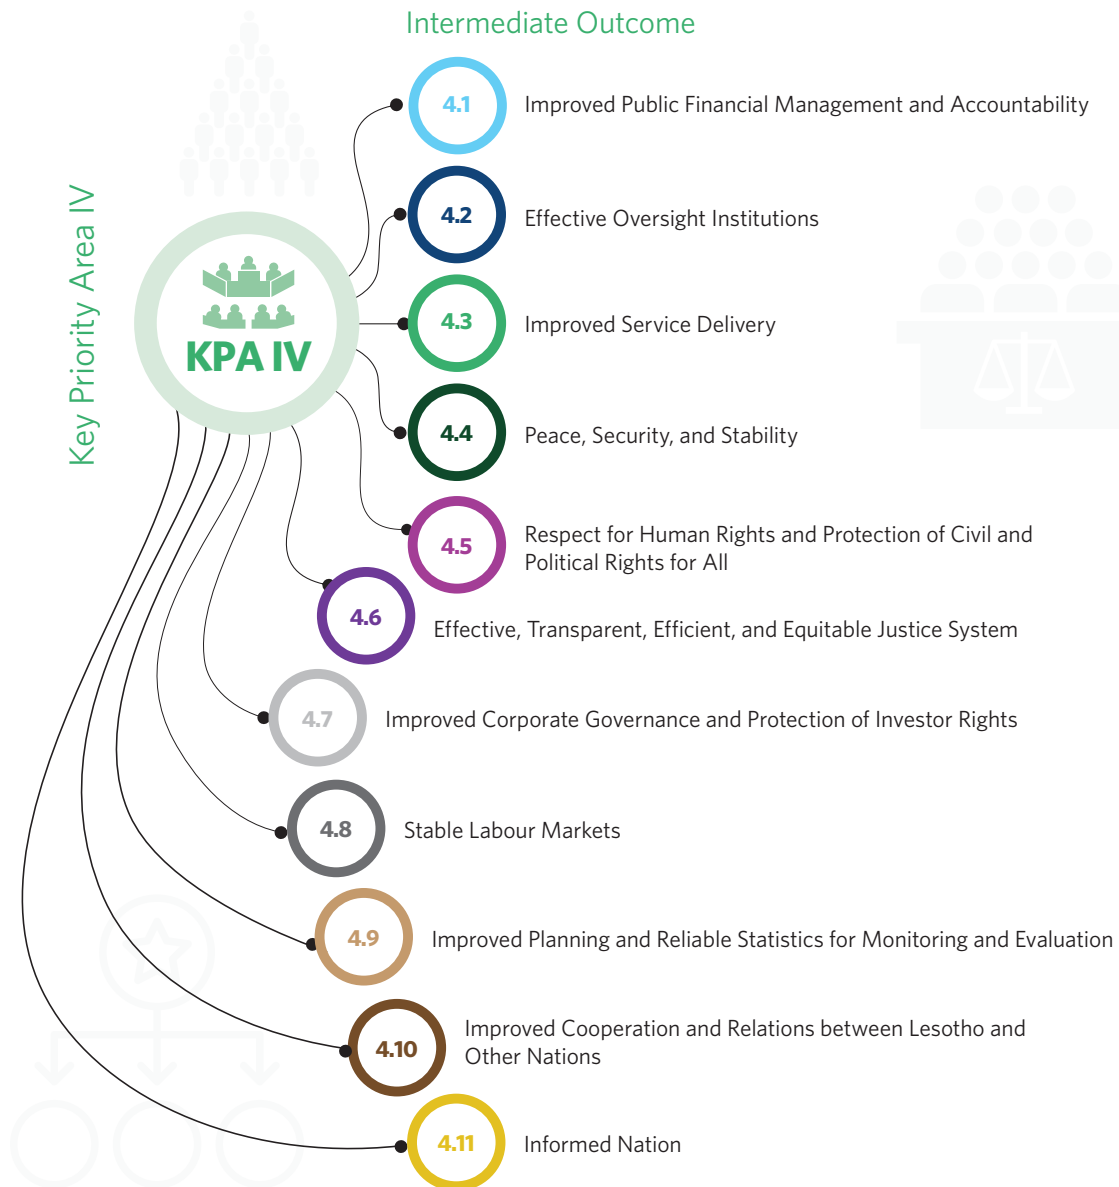 Intermediate Outcome
Key Priority Area IV
KPA IV
4.1
Improved Public Financial Management and Accountability
4.2
Effective Oversight Institutions
4.3
Improved Service Delivery
4.4
Peace, Security, and Stability
4.5
Respect for Human Rights and Protection of Civil and
Political Rights for All
4.6
Effective, Transparent, Efficient, and Equitable Justice System
4.7
Improved Corporate Governance and Protection of Investor Rights
4.8
Stable Labour Markets
4.9
Improved Planning and Reliable Statistics for Monitoring and Evaluation
4.10
Improved Cooperation and Relations between Lesotho and
Other Nations
4.11
Informed Nation